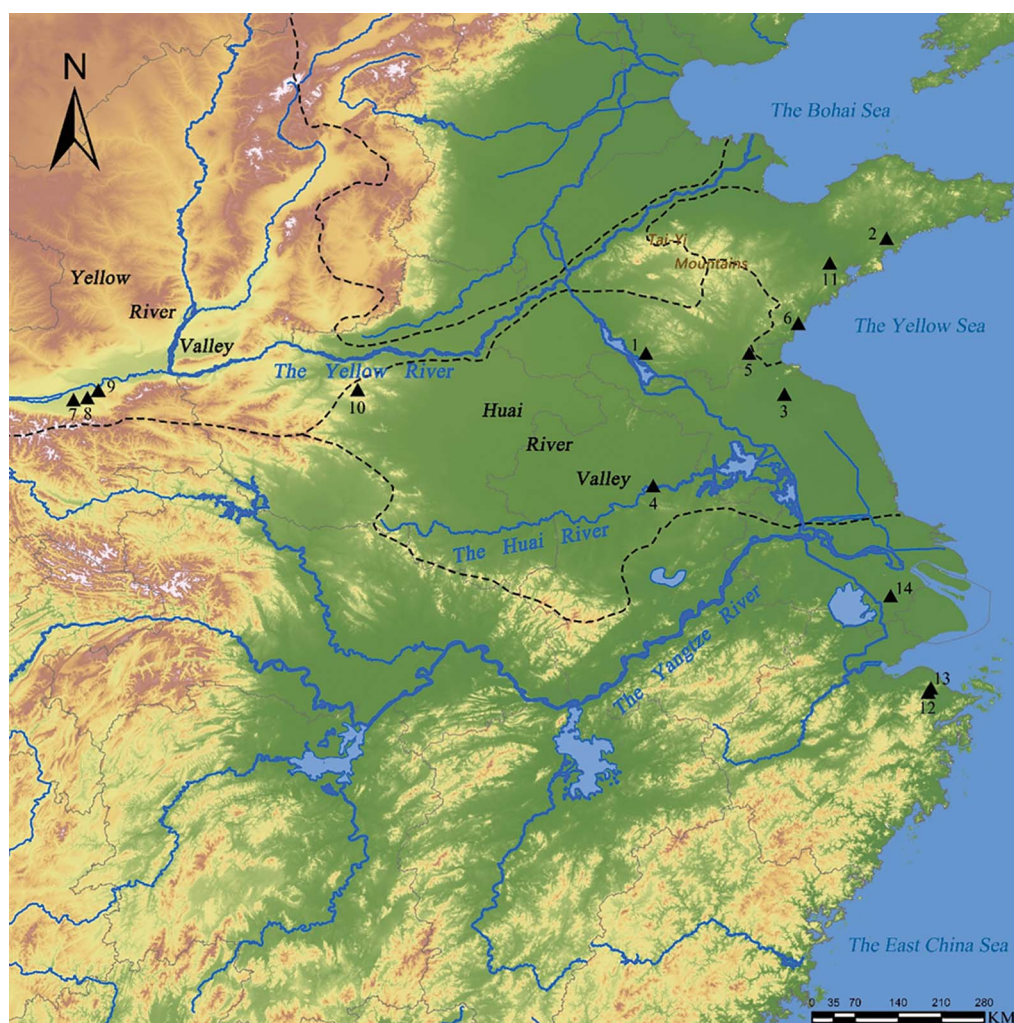 N
The Bohai Sea
2
Tai-Yi
Mountains
11
Yellow
River
Valley
The Yellow Sea
6
1
5
The Yellow River
9
7
8
10
3
Huai
River
Valley
4
The Huai River
14
The Yangtze River
13
12
The East China Sea
0 35 70 140 210 280
KM